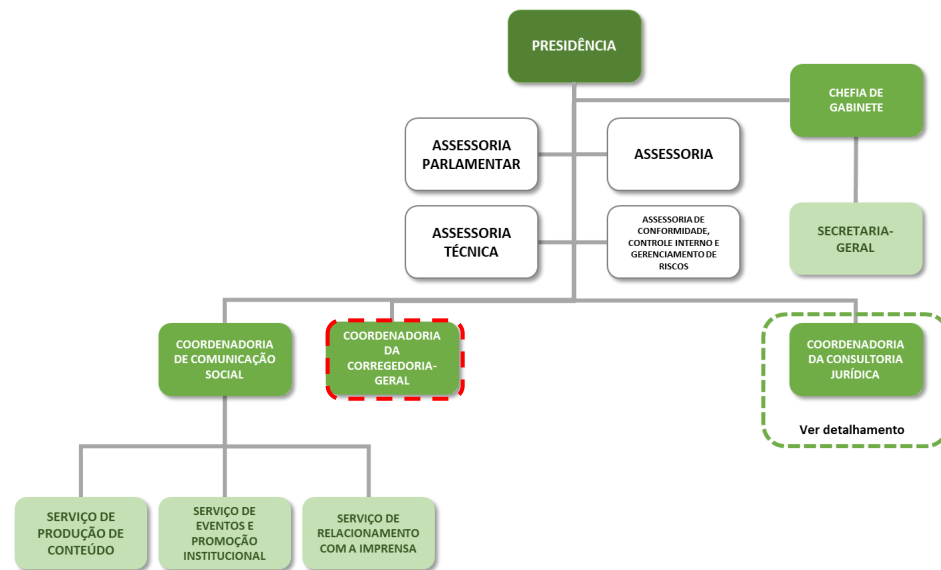 PRESIDÊNCIA
CHEFIA DE
GABINETE
ASSESSORIA
PARLAMENTAR
ASSESSORIA
ASSESSORIA
TÉCNICA
ASSESSORIA DE
CONFORMIDADE,
CONTROLE INTERNO E
GERENCIAMENTO DE
RISCOS
SECRETARIA-
GERAL
COORDENADORIA
DE COMUNICAÇÃO
SOCIAL
COORDENADORIA
DA
CORREGEDORIA-
GERAL
COORDENADORIA
DA CONSULTORIA
JURÍDICA
Ver detalhamento
SERVIÇO DE
PRODUÇÃO DE
CONTEÚDO
SERVIÇO DE
EVENTOS E
PROMOÇÃO
INSTITUCIONAL
SERVIÇO DE
RELACIONAMENTO
COM A IMPRENSA